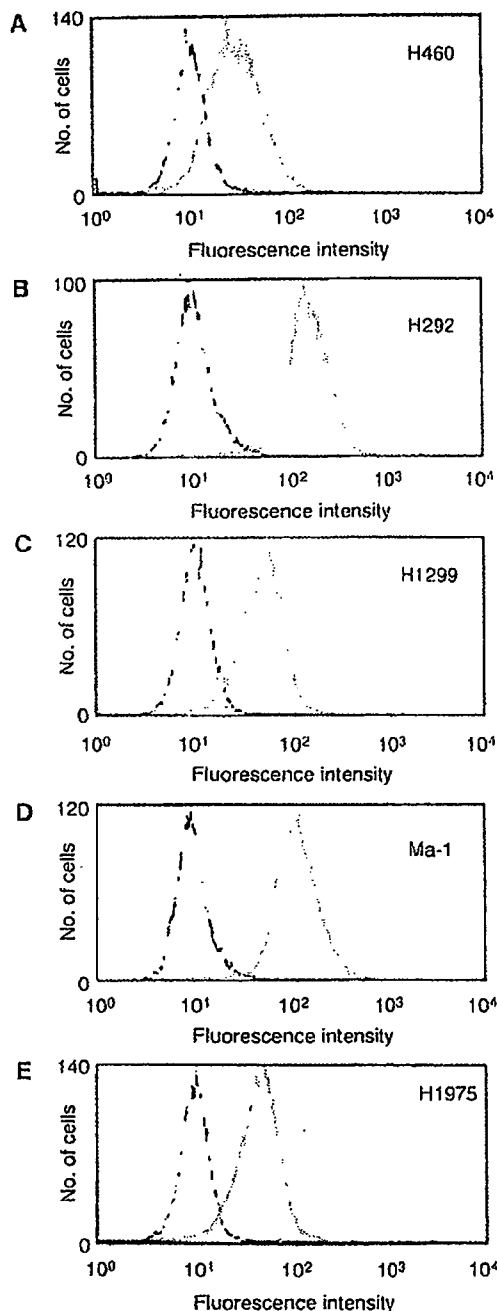 A
140
H460
No. of cells
0
10⁰ 10¹ 10² 10³ 10⁴
Fluorescence intensity
B
100
H292
No. of cells
0
10⁹ 10¹ 10² 10³ 10⁴
Fluorescence intensity
C
120
H1299
No. of cells
0
10⁰ 10¹ 10² 10³ 10⁴
Fluorescence intensity
D
120
Ma-1
No. of cells
0
10⁰ 10¹ 10² 10³ 10⁴
Fluorescence intensity
E
140
H1975
No. of cells
0
10⁰ 10¹ 10² 10³ 10⁴
Fluorescence intensity